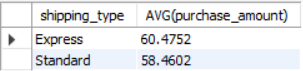 shipping_type AVG(purchase_amount)
Express 60.4752
Standard 58.4602